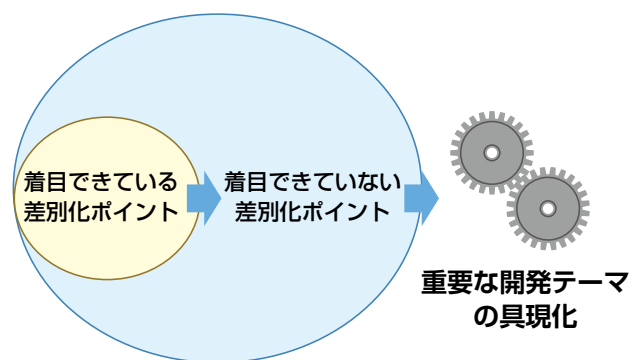 着目できている
差別化ポイント
着目できていない
差別化ポイント
重要な開発テーマ
の具現化